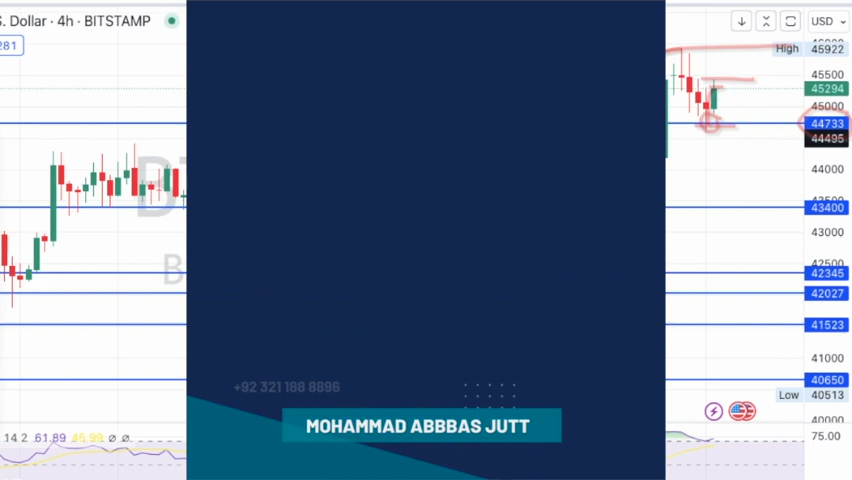 S. Dollar · 4h · BITSTAMP
USD
281
High 45922
45500
45294
45000
44733
44495
44000
43400
43000
42345
42027
41523
41000
40650
Low 40513
40000
+92 321 188 8896
MOHAMMAD ABBBAS JUTT
14 2 61.89 45.99 ∅ ∅
75.00